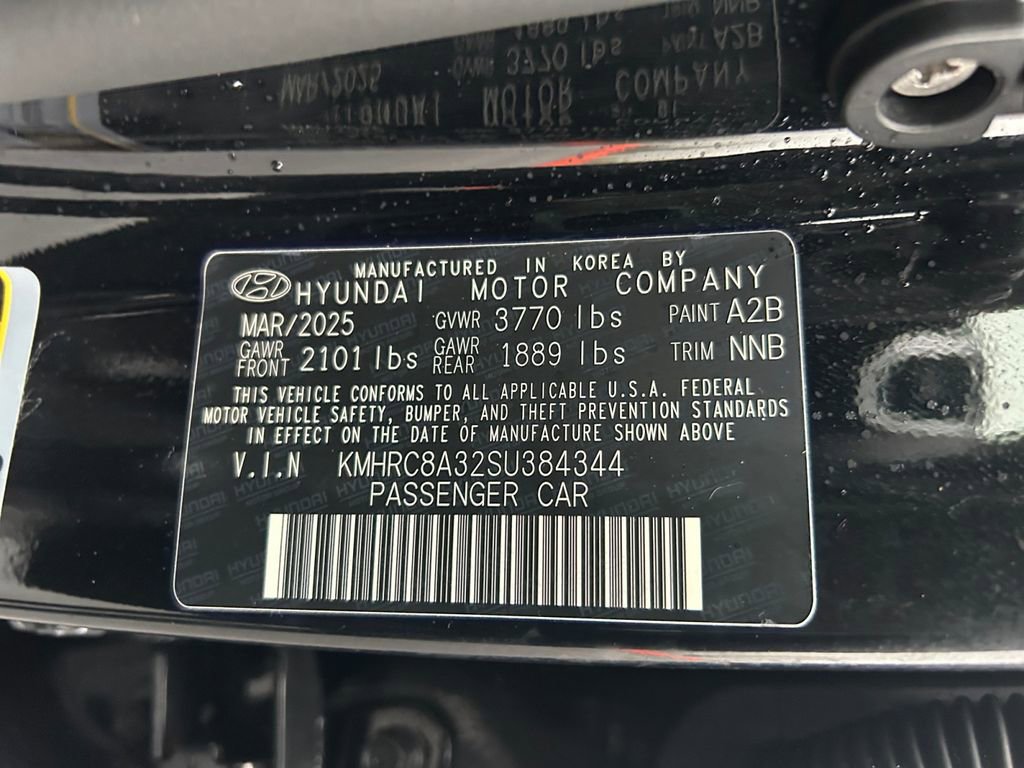 MANUFACTURED IN KOREA BY
HYUNDAI MOTOR COMPANY
MAR/2025 GVWR 3770 lbs PAINT A2B
GAWR FRONT 2101 lbs GAWR REAR 1889 lbs TRIM NNB
THIS VEHICLE CONFORMS TO ALL APPLICABLE U.S.A. FEDERAL
MOTOR VEHICLE SAFETY, BUMPER, AND THEFT PREVENTION STANDARDS
IN EFFECT ON THE DATE OF MANUFACTURE SHOWN ABOVE
V.I.N KMHRC8A32SU384344
PASSENGER CAR